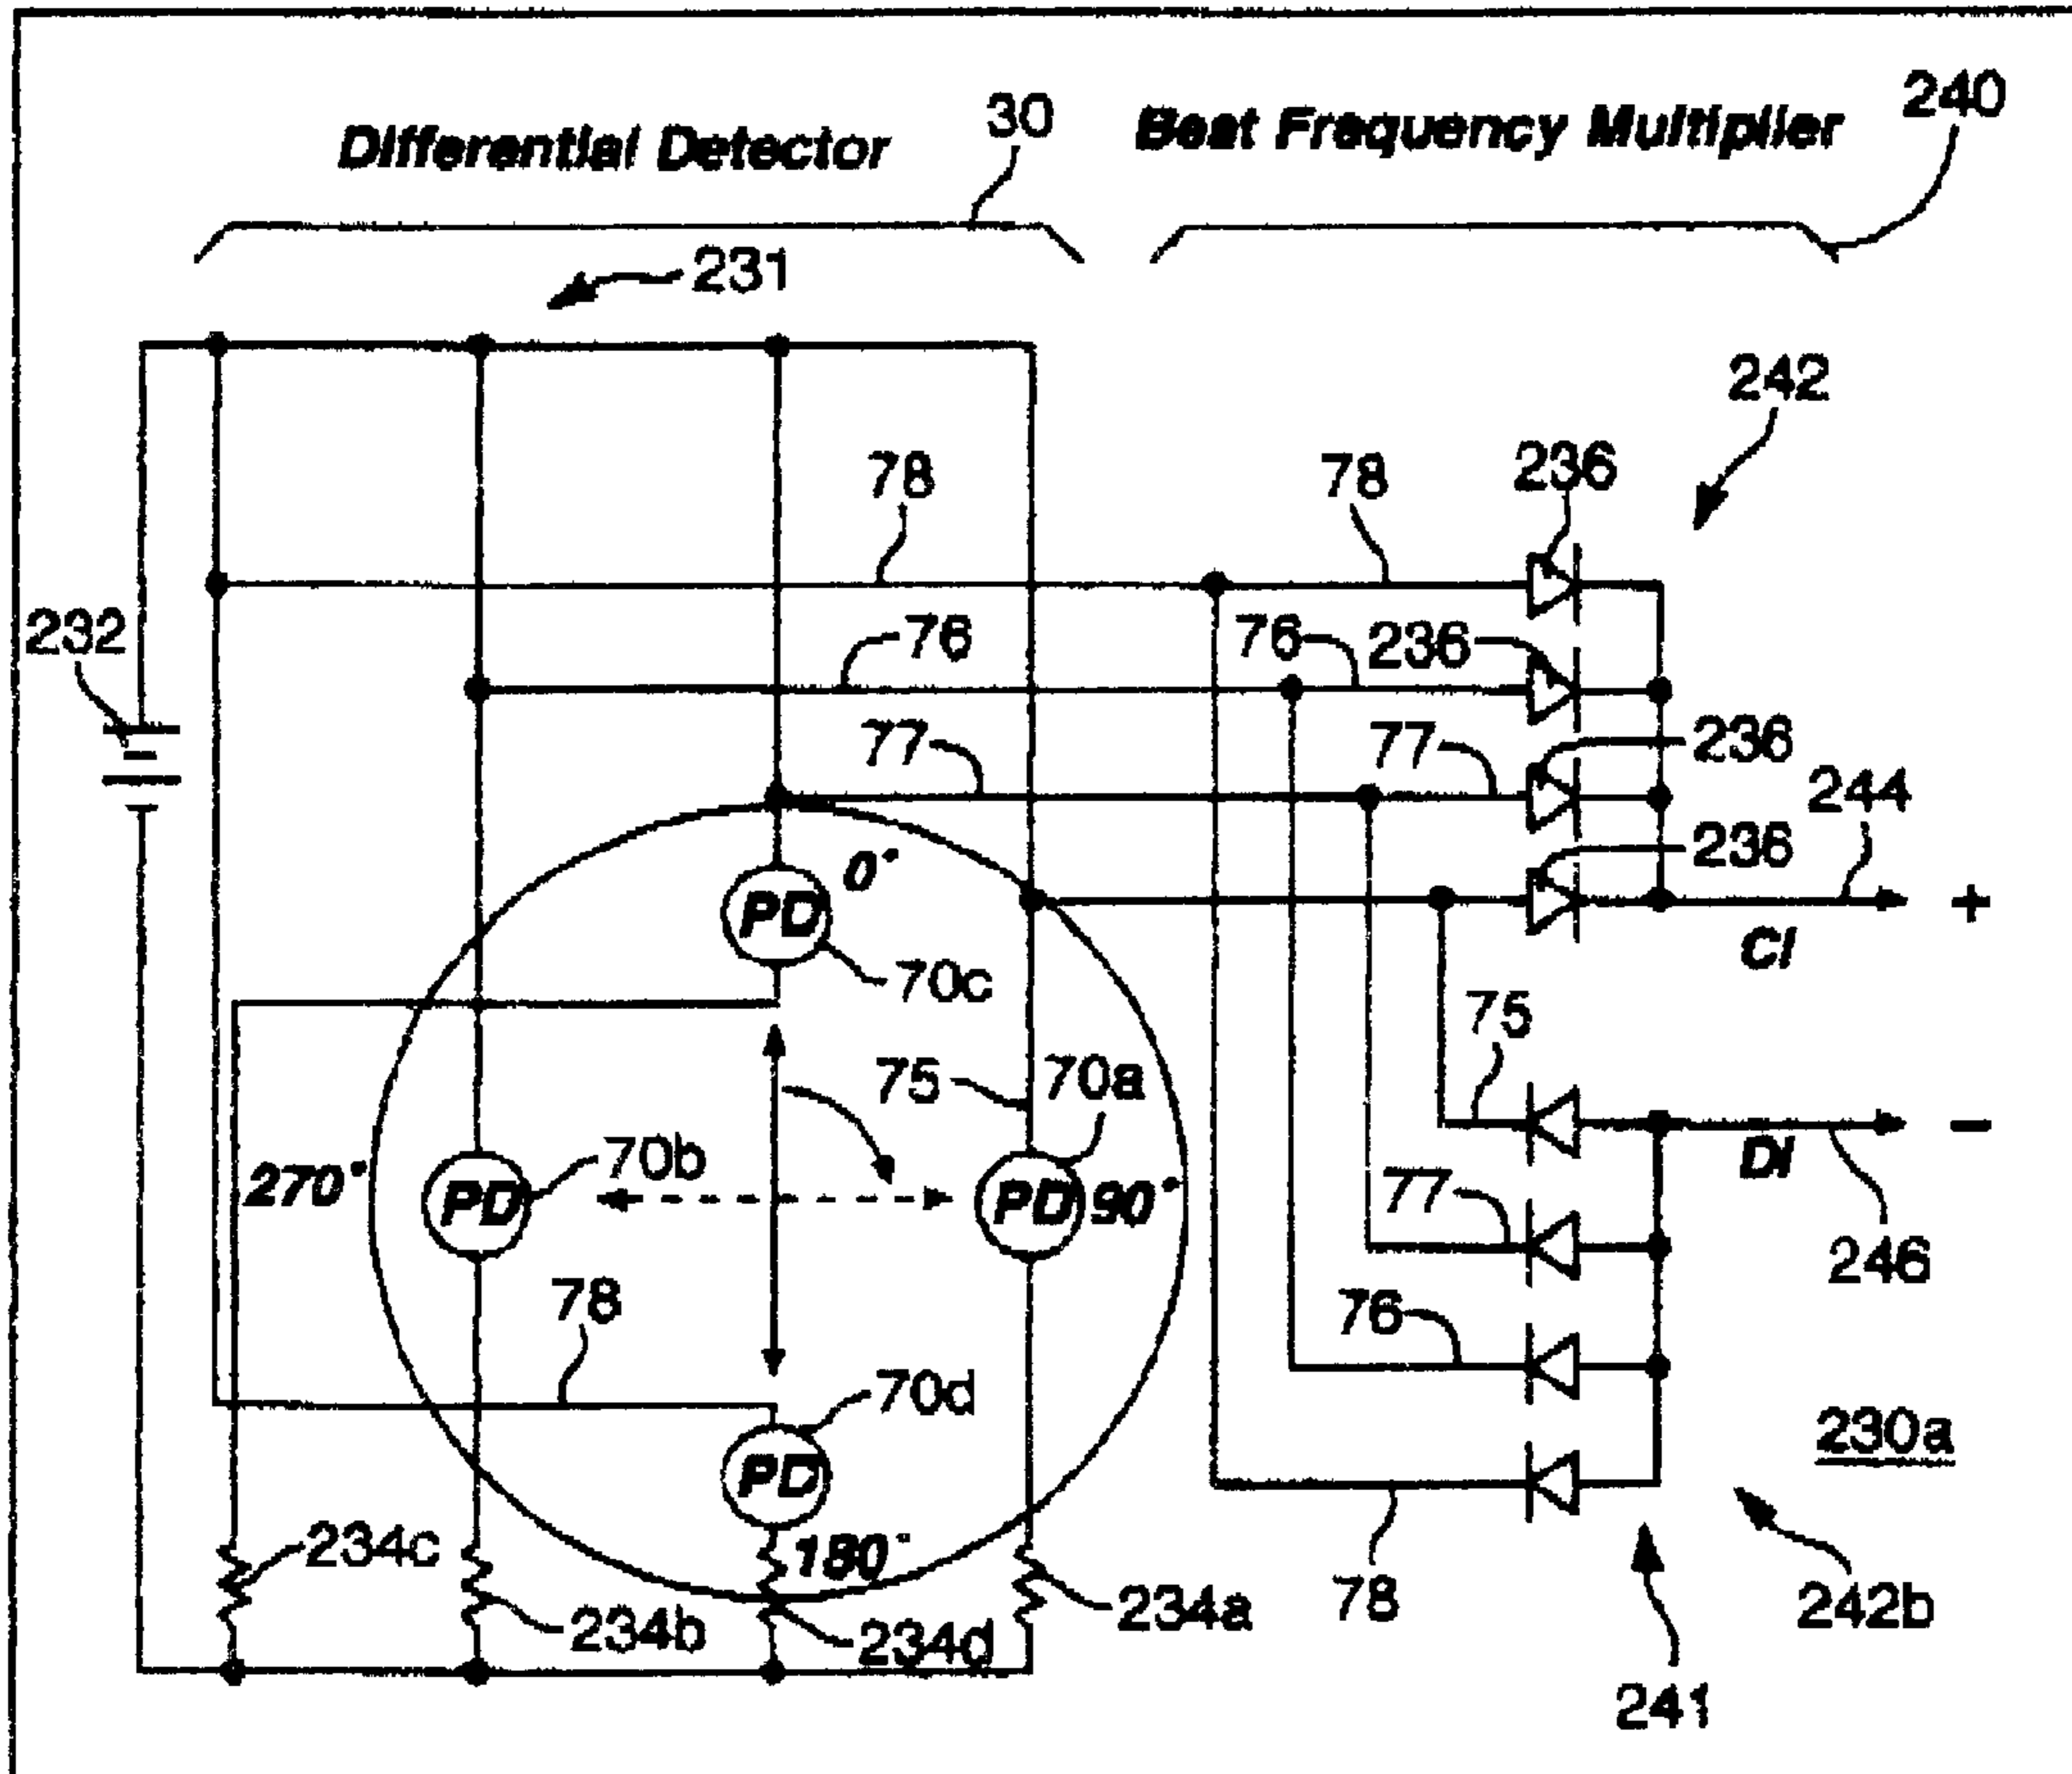 Differential Detector 30 Beat Frequency Multiplier 240
231
242
78 78 236
232 76 76 236
77 77 236
244
0° 236
PD +
70c CI
75
75 70a
70b DI −
270° PD PD 90°
77
246
78 76
70d
PD 230a
180°
234c
234b 234d 234a 78 242b
241